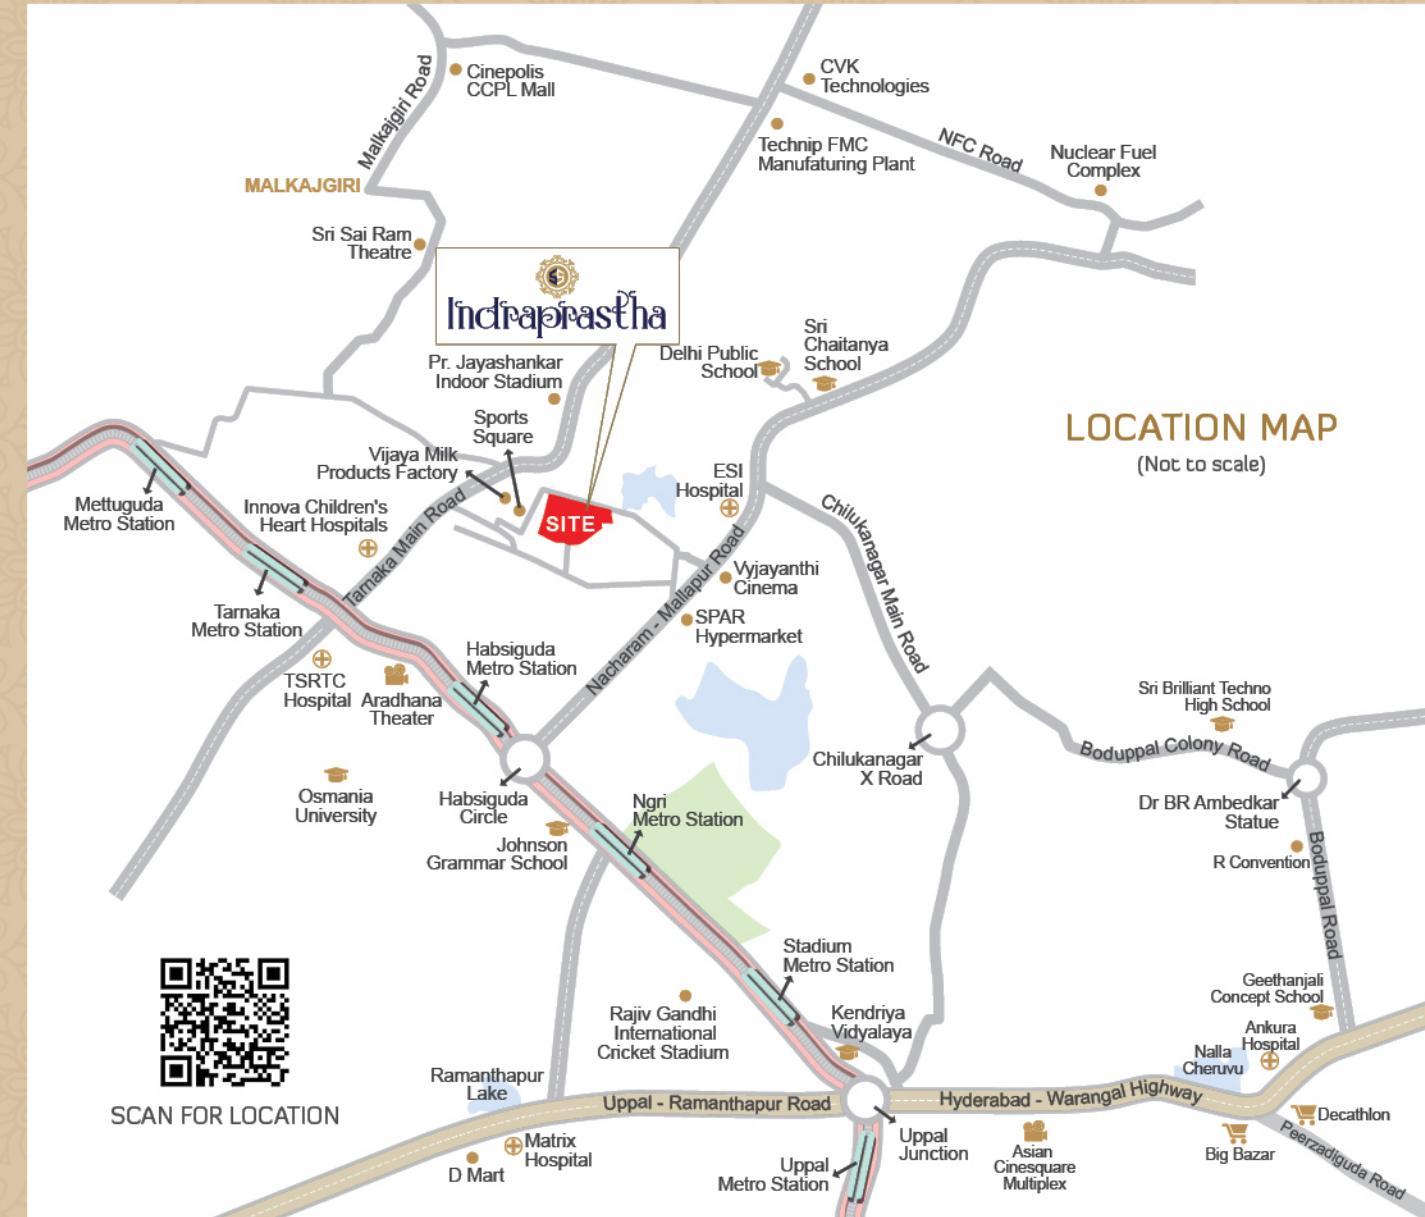 Cinepolis
CCPL Mall
Malkajgiri Road
MALKAJGIRI
Sri Sai Ram
Theatre
CVK
Technologies
Technip FMC
Manufaturing Plant
NFC Road
Nuclear Fuel
Complex
SG
Indraprastha
Pr. Jayashankar
Indoor Stadium
Sports
Square
Vijaya Milk
Products Factory
Delhi Public
School
Sri
Chaitanya
School
LOCATION MAP
(Not to scale)
Mettuguda
Metro Station
Innova Children's
Heart Hospitals
Tarnaka Main Road
SITE
ESI
Hospital
Chilukanagar Main Road
Nacharam - Mallapur Road
Vyjayanthi
Cinema
SPAR
Hypermarket
Tarnaka
Metro Station
Habsiguda
Metro Station
TSRTC
Hospital
Aradhana
Theater
Osmania
University
Habsiguda
Circle
Johnson
Grammar School
Ngri
Metro Station
Chilukanagar
X Road
Sri Brilliant Techno
High School
Boduppal Colony Road
Dr BR Ambedkar
Statue
R Convention
Boduppal Road
Stadium
Metro Station
Rajiv Gandhi
International
Cricket Stadium
Kendriya
Vidyalaya
Geethanjali
Concept School
Ankura
Hospital
Nalla
Cheruvu
SCAN FOR LOCATION
Ramanthapur
Lake
Uppal - Ramanthapur Road
Hyderabad - Warangal Highway
Matrix
Hospital
D Mart
Uppal
Metro Station
Uppal
Junction
Asian
Cinesquare
Multiplex
Big Bazar
Decathlon
Peerzadiguda Road